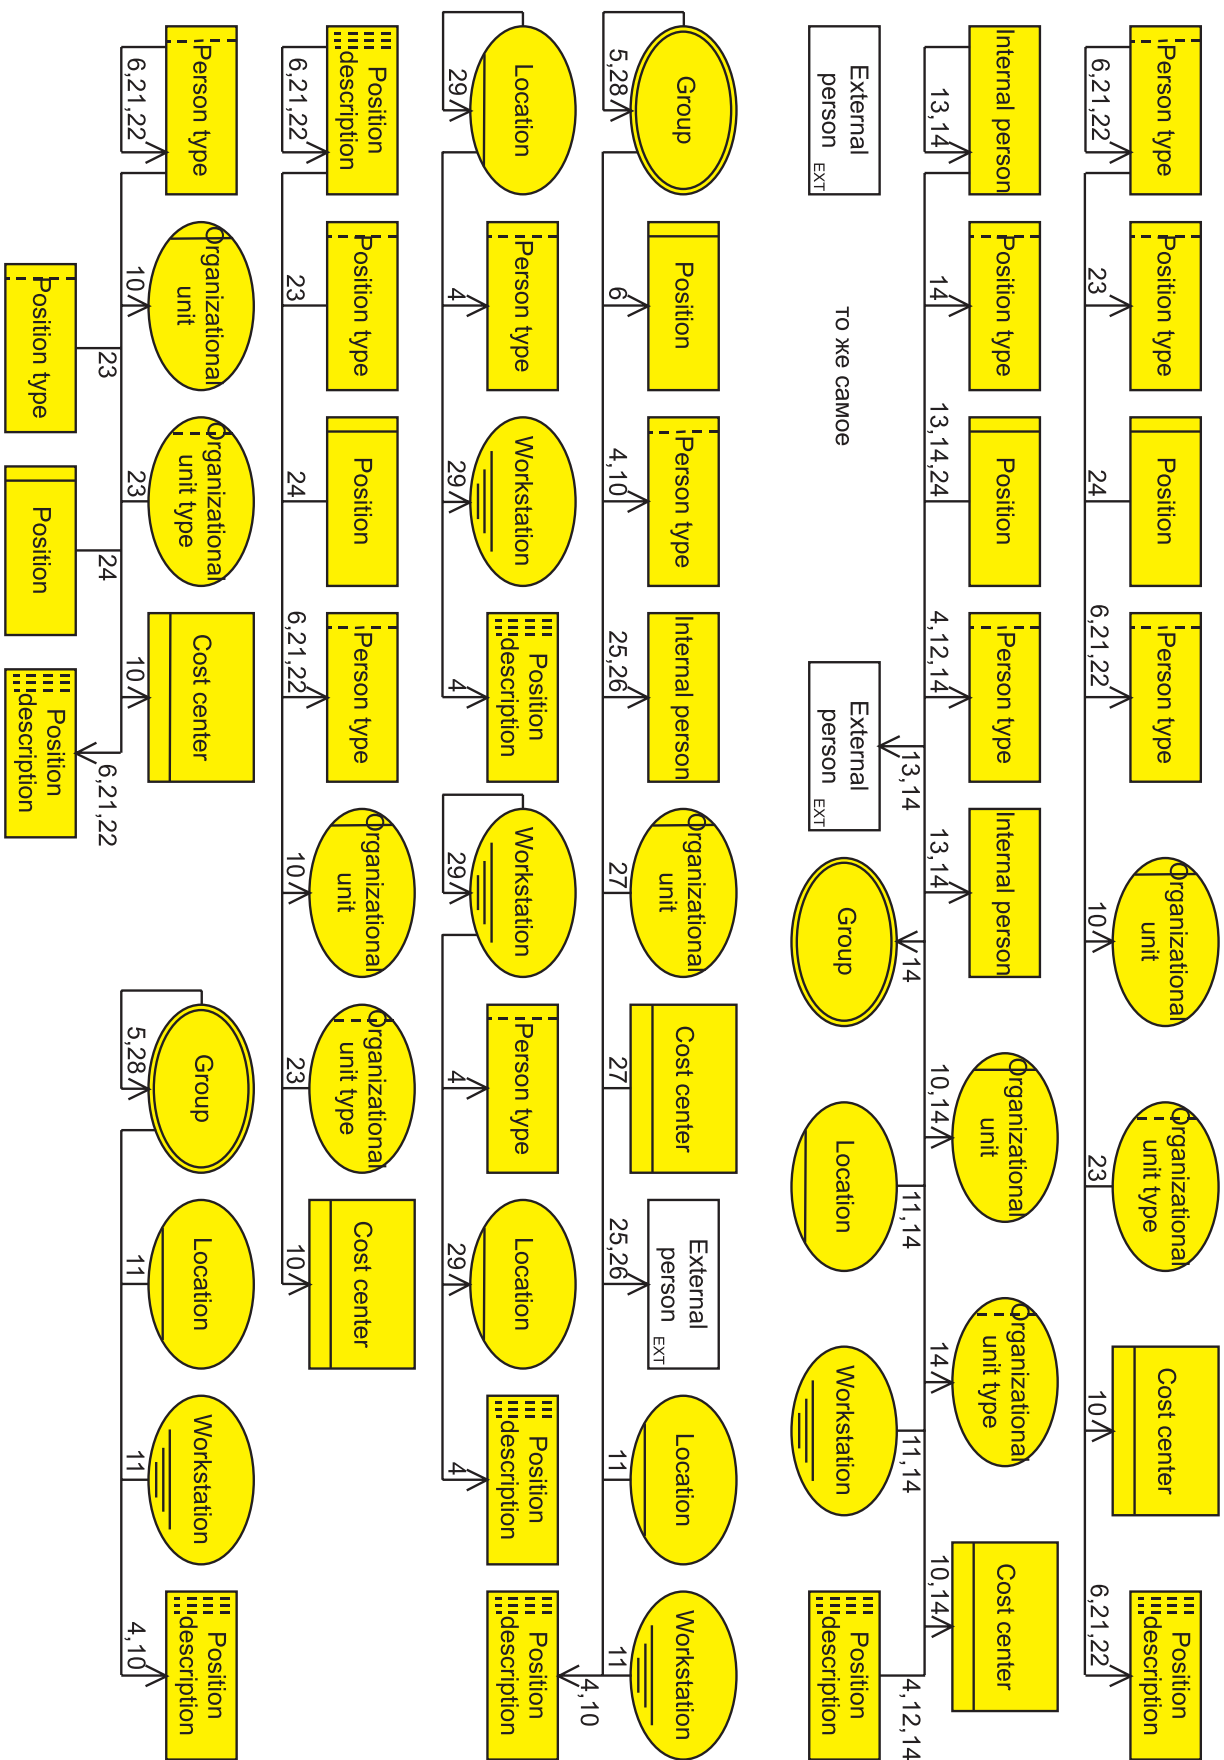 Person type
Position type
Position
Person type
Organizational
unit
Organizational
unit type
Cost center
Position
description
6,21,22
23
24
6,21,22
10
23
10
6,21,22
Internal person
Position type
Position
Person type
Internal person
Organizational
unit
Organizational
unit type
Cost center
13,14
14
13,14,24
4,12,14
13,14
10,14
14
10,14
13,14
14
11,14
11,14
4,12,14
External
person
EXT
то же самое
External
person
EXT
Group
Location
Workstation
Position
description
Group
Position
Person type
Internal person
Organizational
unit
Cost center
External
person
EXT
Location
Workstation
5,28
6
4,10
25,26
27
27
25,26
11
11
4,10
Location
Person type
Workstation
Position
description
Workstation
Person type
Location
Position
description
Position
description
29
4
29
4
29
4
29
4
Position
description
Position type
Position
Person type
Organizational
unit
Organizational
unit type
Cost center
6,21,22
23
24
6,21,22
10
23
10
Person type
Organizational
unit
Organizational
unit type
Cost center
Group
Location
Workstation
Position
description
6,21,22
10
23
10
5,28
11
11
4,10
23
24
6,21,22
Position type
Position
Position
description